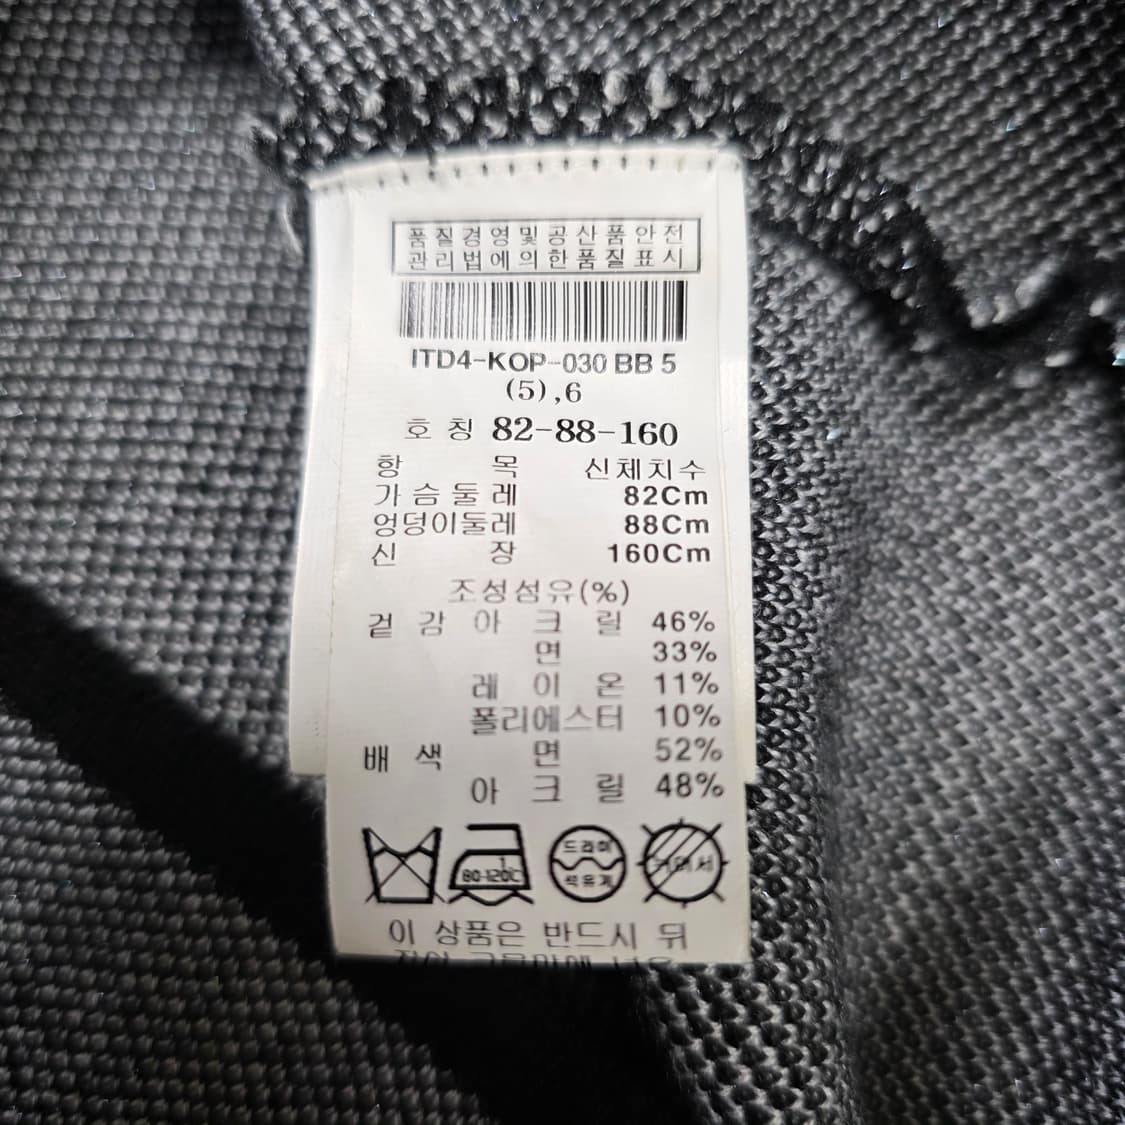 품질경영및공산품안전
관리법에의한품질표시
ITD4-KOP-030 BB 5
(5),6
호 칭 82-88-160
항 목 신체치수
가 슴 둘 레 82Cm
엉덩이둘레 88Cm
신 장 160Cm
조성섬유(%)
겉 감 아 크 릴 46%
면 33%
레 이 온 11%
폴리에스터 10%
배 색 면 52%
아 크 릴 48%
80-120℃
드라이
석유계
이 상품은 반드시 뒤